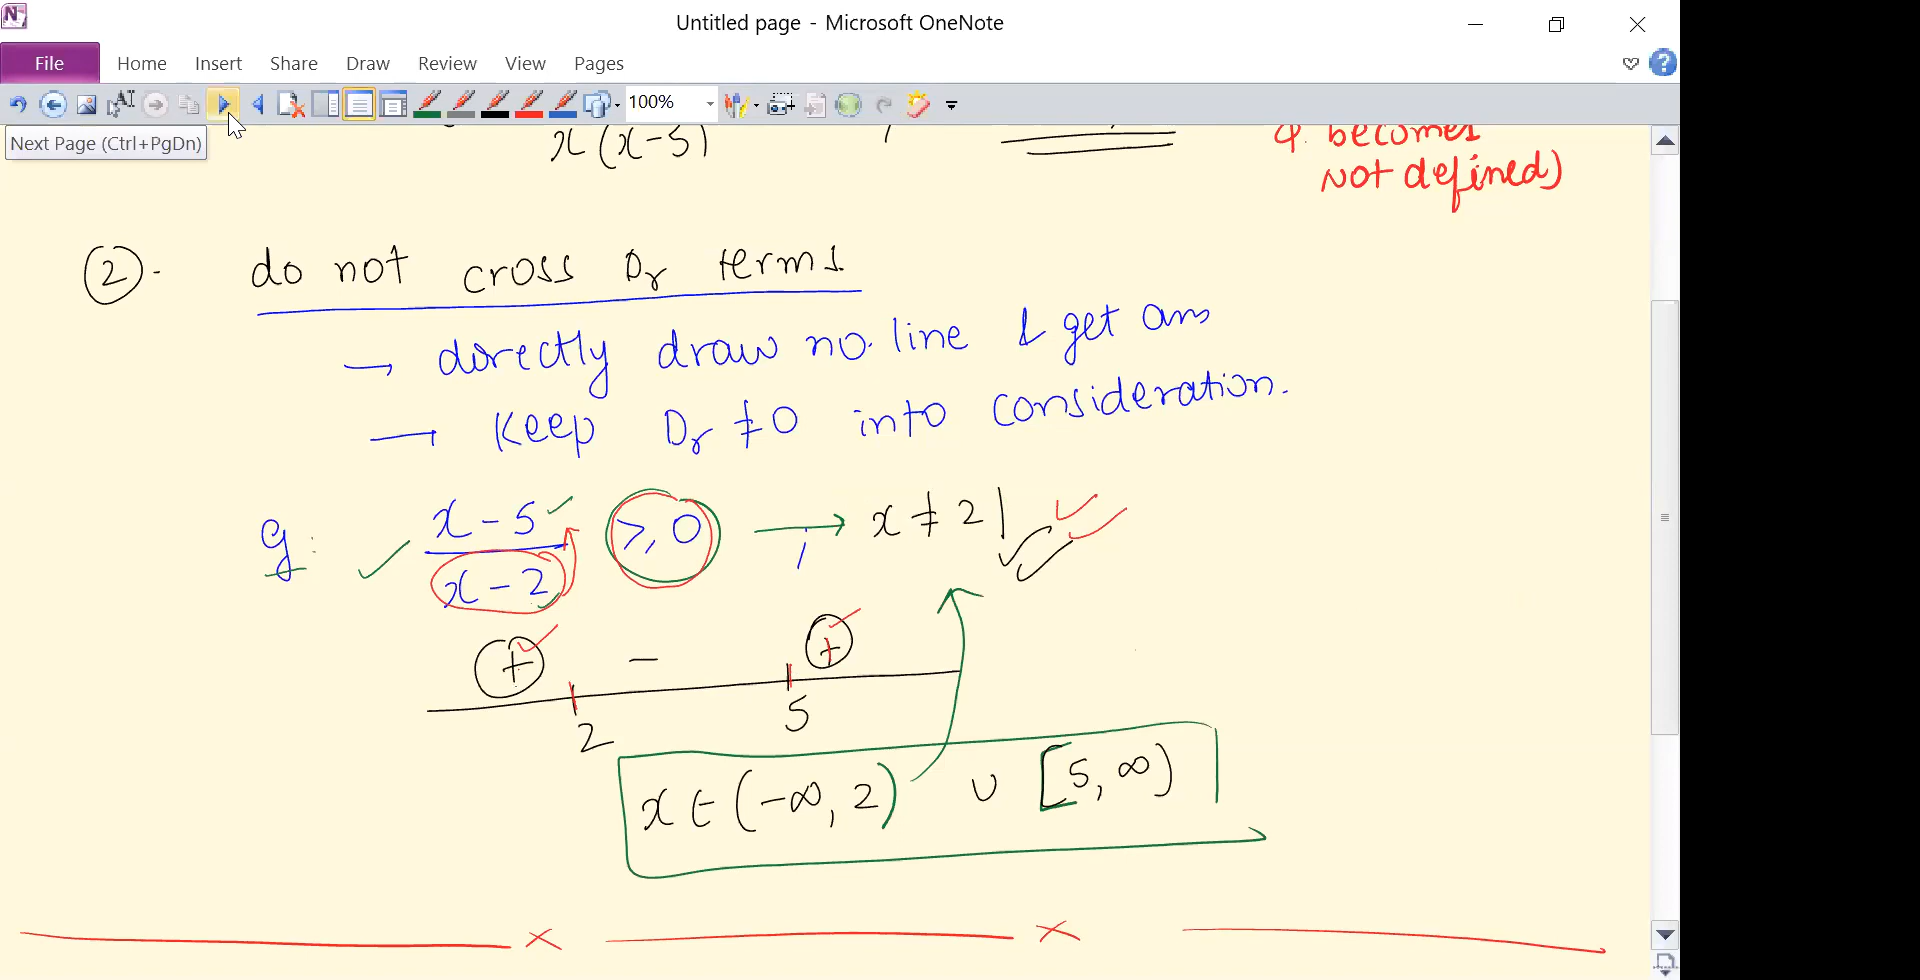 Untitled page - Microsoft OneNote
File Home Insert Share Draw Review View Pages
100%
Next Page (Ctrl+PgDn)
x(x-5)
& becomes
not defined)
② do not cross Dr terms
→ directly draw no. line & get ans
→ Keep Dr ≠ 0 into consideration.
eg: x - 5 ≥ 0 → x ≠ 2
x - 2
+ - +
2 5
x ∈ (-∞, 2) ∪ [5, ∞)